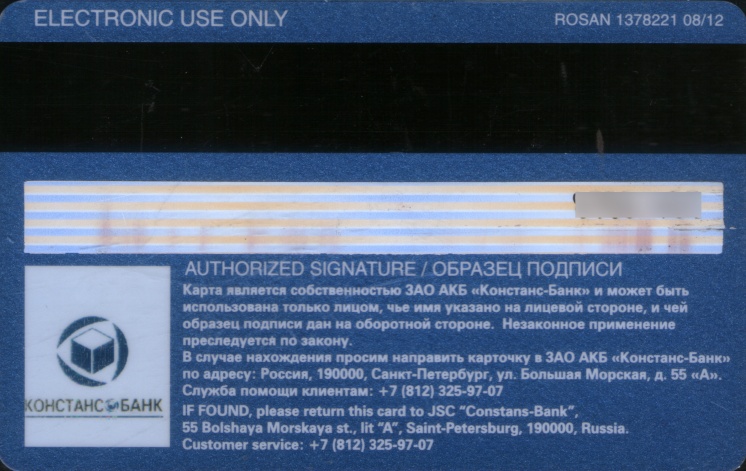 ELECTRONIC USE ONLY
ROSAN 1378221 08/12
AUTHORIZED SIGNATURE / ОБРАЗЕЦ ПОДПИСИ
Карта является собственностью ЗАО АКБ «Констанс-Банк» и может быть
использована только лицом, чье имя указано на лицевой стороне, и чей
образец подписи дан на оборотной стороне. Незаконное применение
преследуется по закону.
В случае нахождения просим направить карточку в ЗАО АКБ «Констанс-Банк»
по адресу: Россия, 190000, Санкт-Петербург, ул. Большая Морская, д. 55 «А».
Служба помощи клиентам: +7 (812) 325-97-07
IF FOUND, please return this card to JSC "Constans-Bank",
55 Bolshaya Morskaya st., lit "A", Saint-Petersburg, 190000, Russia.
Customer service: +7 (812) 325-97-07
КОНСТАНС БАНК